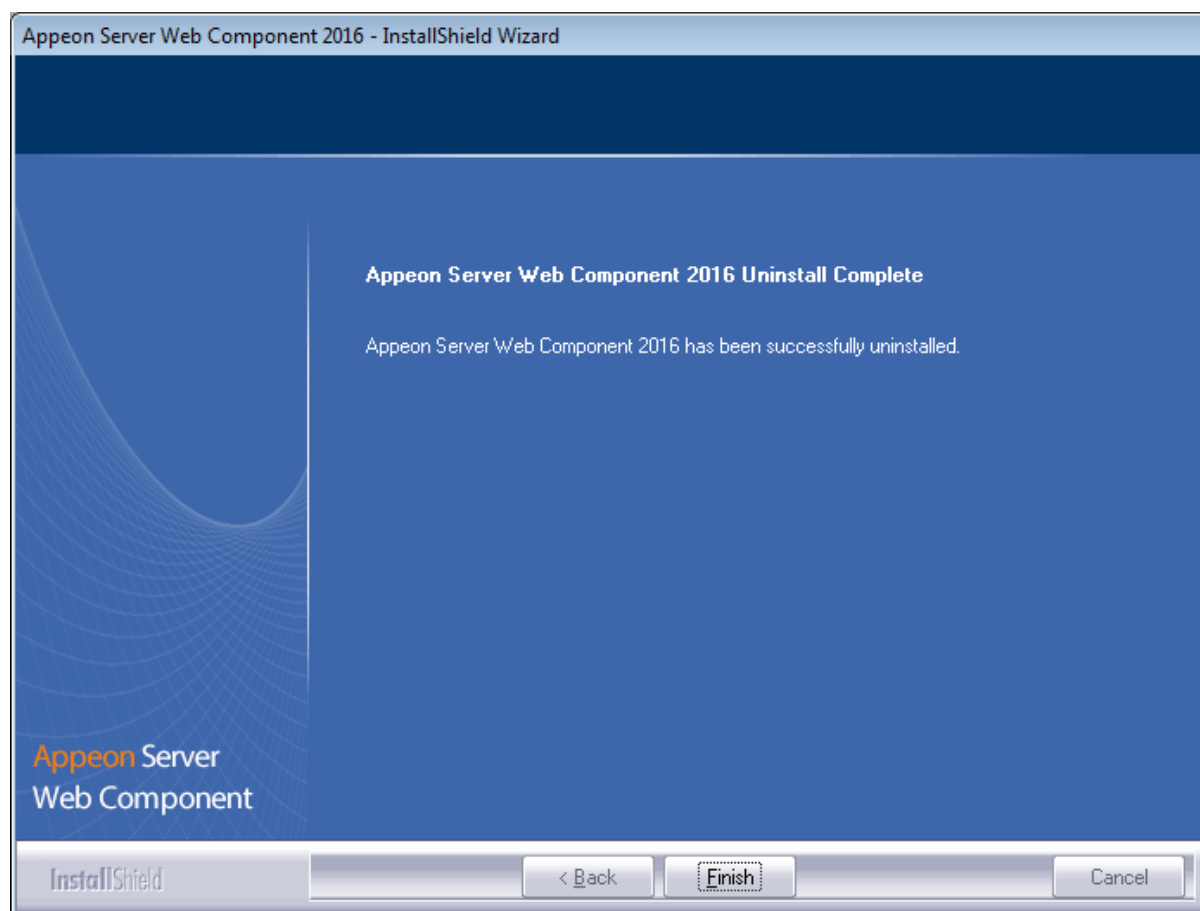 Appeon Server Web Component 2016 - InstallShield Wizard
Appeon Server Web Component 2016 Uninstall Complete
Appeon Server Web Component 2016 has been successfully uninstalled.
Appeon Server
Web Component
InstallShield
< Back
Finish
Cancel